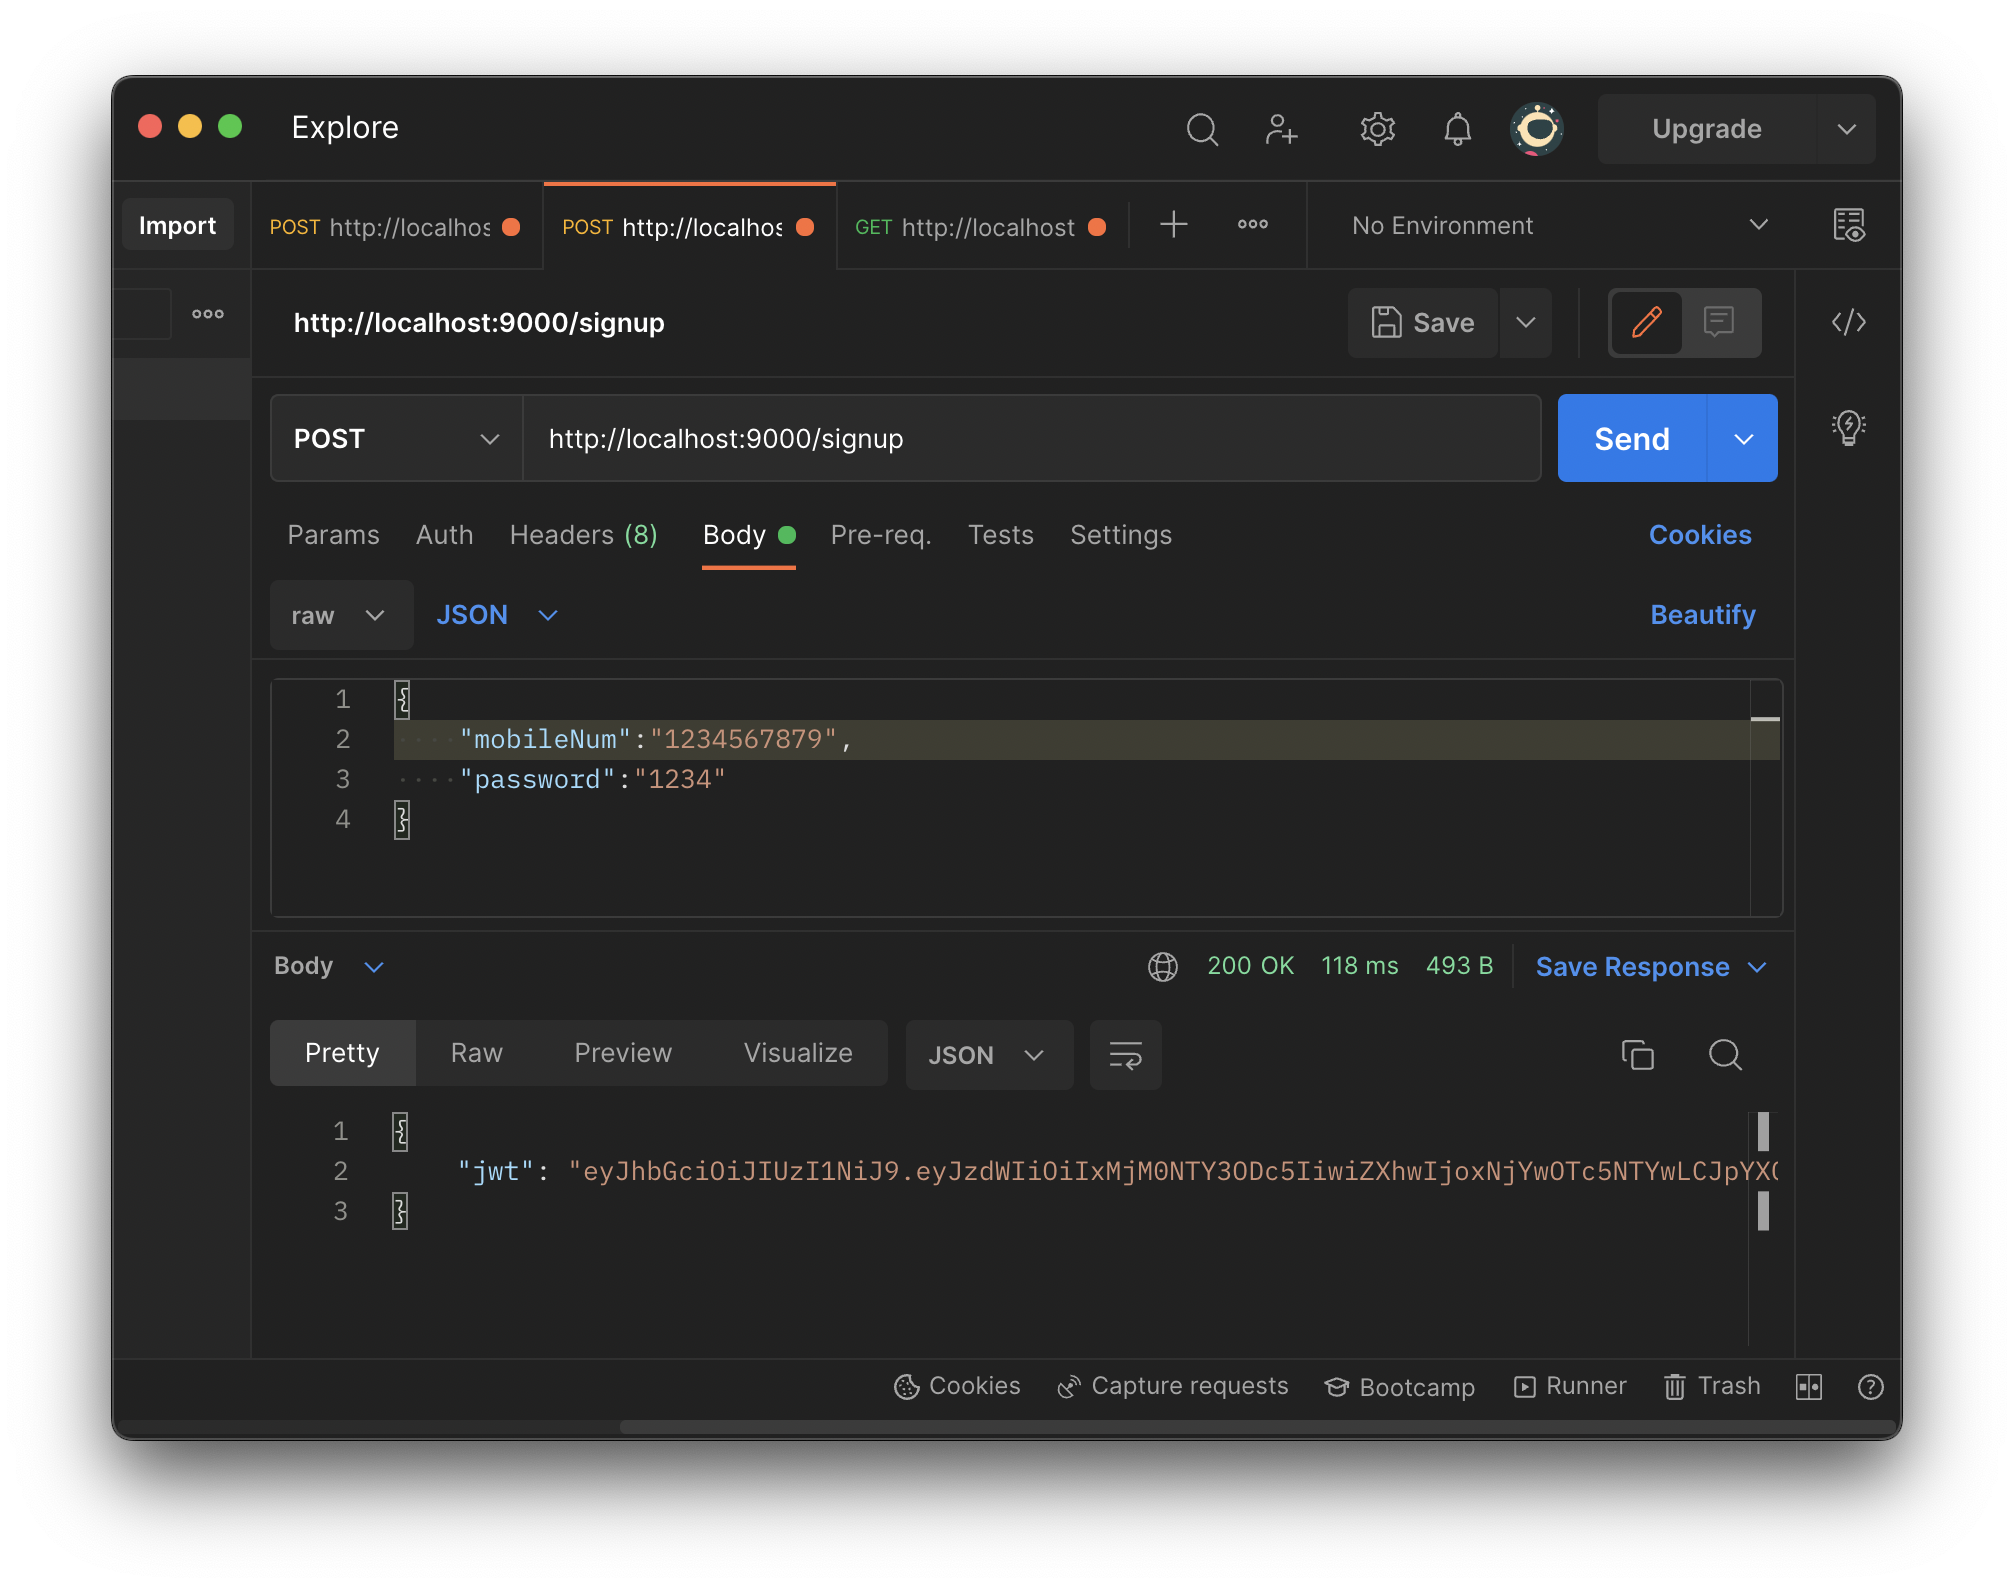 Explore
Upgrade
Import
POST http://localhos
POST http://localhos
GET http://localhost
No Environment
http://localhost:9000/signup
Save
POST
http://localhost:9000/signup
Send
Params
Auth
Headers (8)
Body
Pre-req.
Tests
Settings
Cookies
raw
JSON
Beautify
1 {
2 "mobileNum":"1234567879",
3 "password":"1234"
4 }
Body
200 OK
118 ms
493 B
Save Response
Pretty
Raw
Preview
Visualize
JSON
1 {
2 "jwt": "eyJhbGciOiJIUzI1NiJ9.eyJzdWIiOiIxMjM0NTY3ODc5IiwiZXhwIjoxNjYwOTc5NTYwLCJpYX
3 }
Cookies
Capture requests
Bootcamp
Runner
Trash